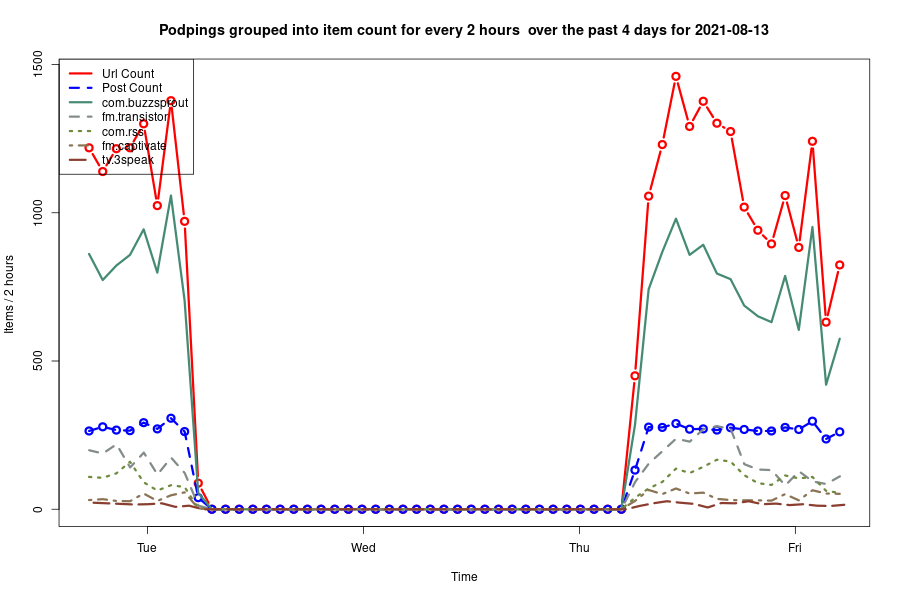 Podpings grouped into item count for every 2 hours  over the past 4 days for 2021-08-13
Url Count
Post Count
com.buzzsprout
fm.transistor
com.rss
fm.captivate
tv.3speak
1500
1000
500
0
Items / 2 hours
Tue Wed Thu Fri
Time